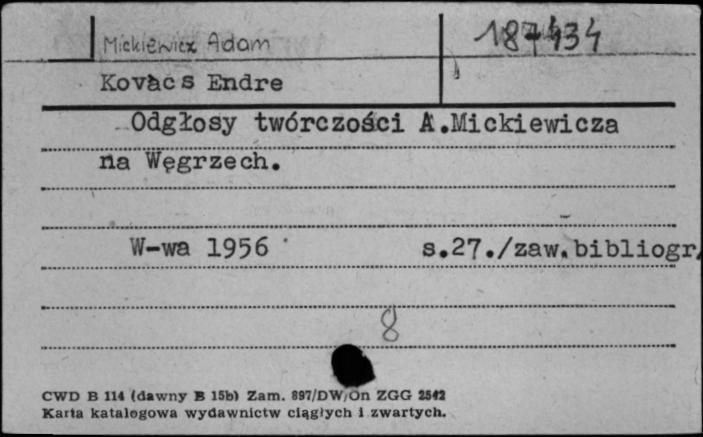 Mickiewicz Adam 187434
Kovács Endre
Odgłosy twórczości A.Mickiewicza
na Węgrzech.
W-wa 1956 s.27./zaw.bibliogr/
8
CWD B 114 (dawny B 15b) Zam. 897/DW/On ZGG 2542
Karta katalogowa wydawnictw ciągłych i zwartych.